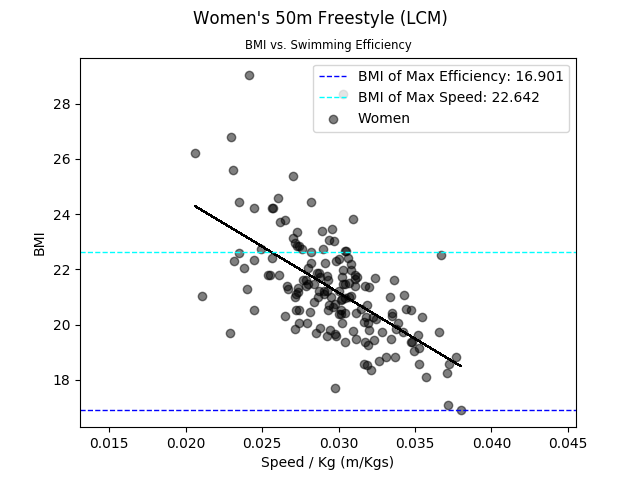 Women's 50m Freestyle (LCM)
BMI vs. Swimming Efficiency
BMI of Max Efficiency: 16.901
BMI of Max Speed: 22.642
Women
28
26
24
22
20
18
BMI
0.015 0.020 0.025 0.030 0.035 0.040 0.045
Speed / Kg (m/Kgs)